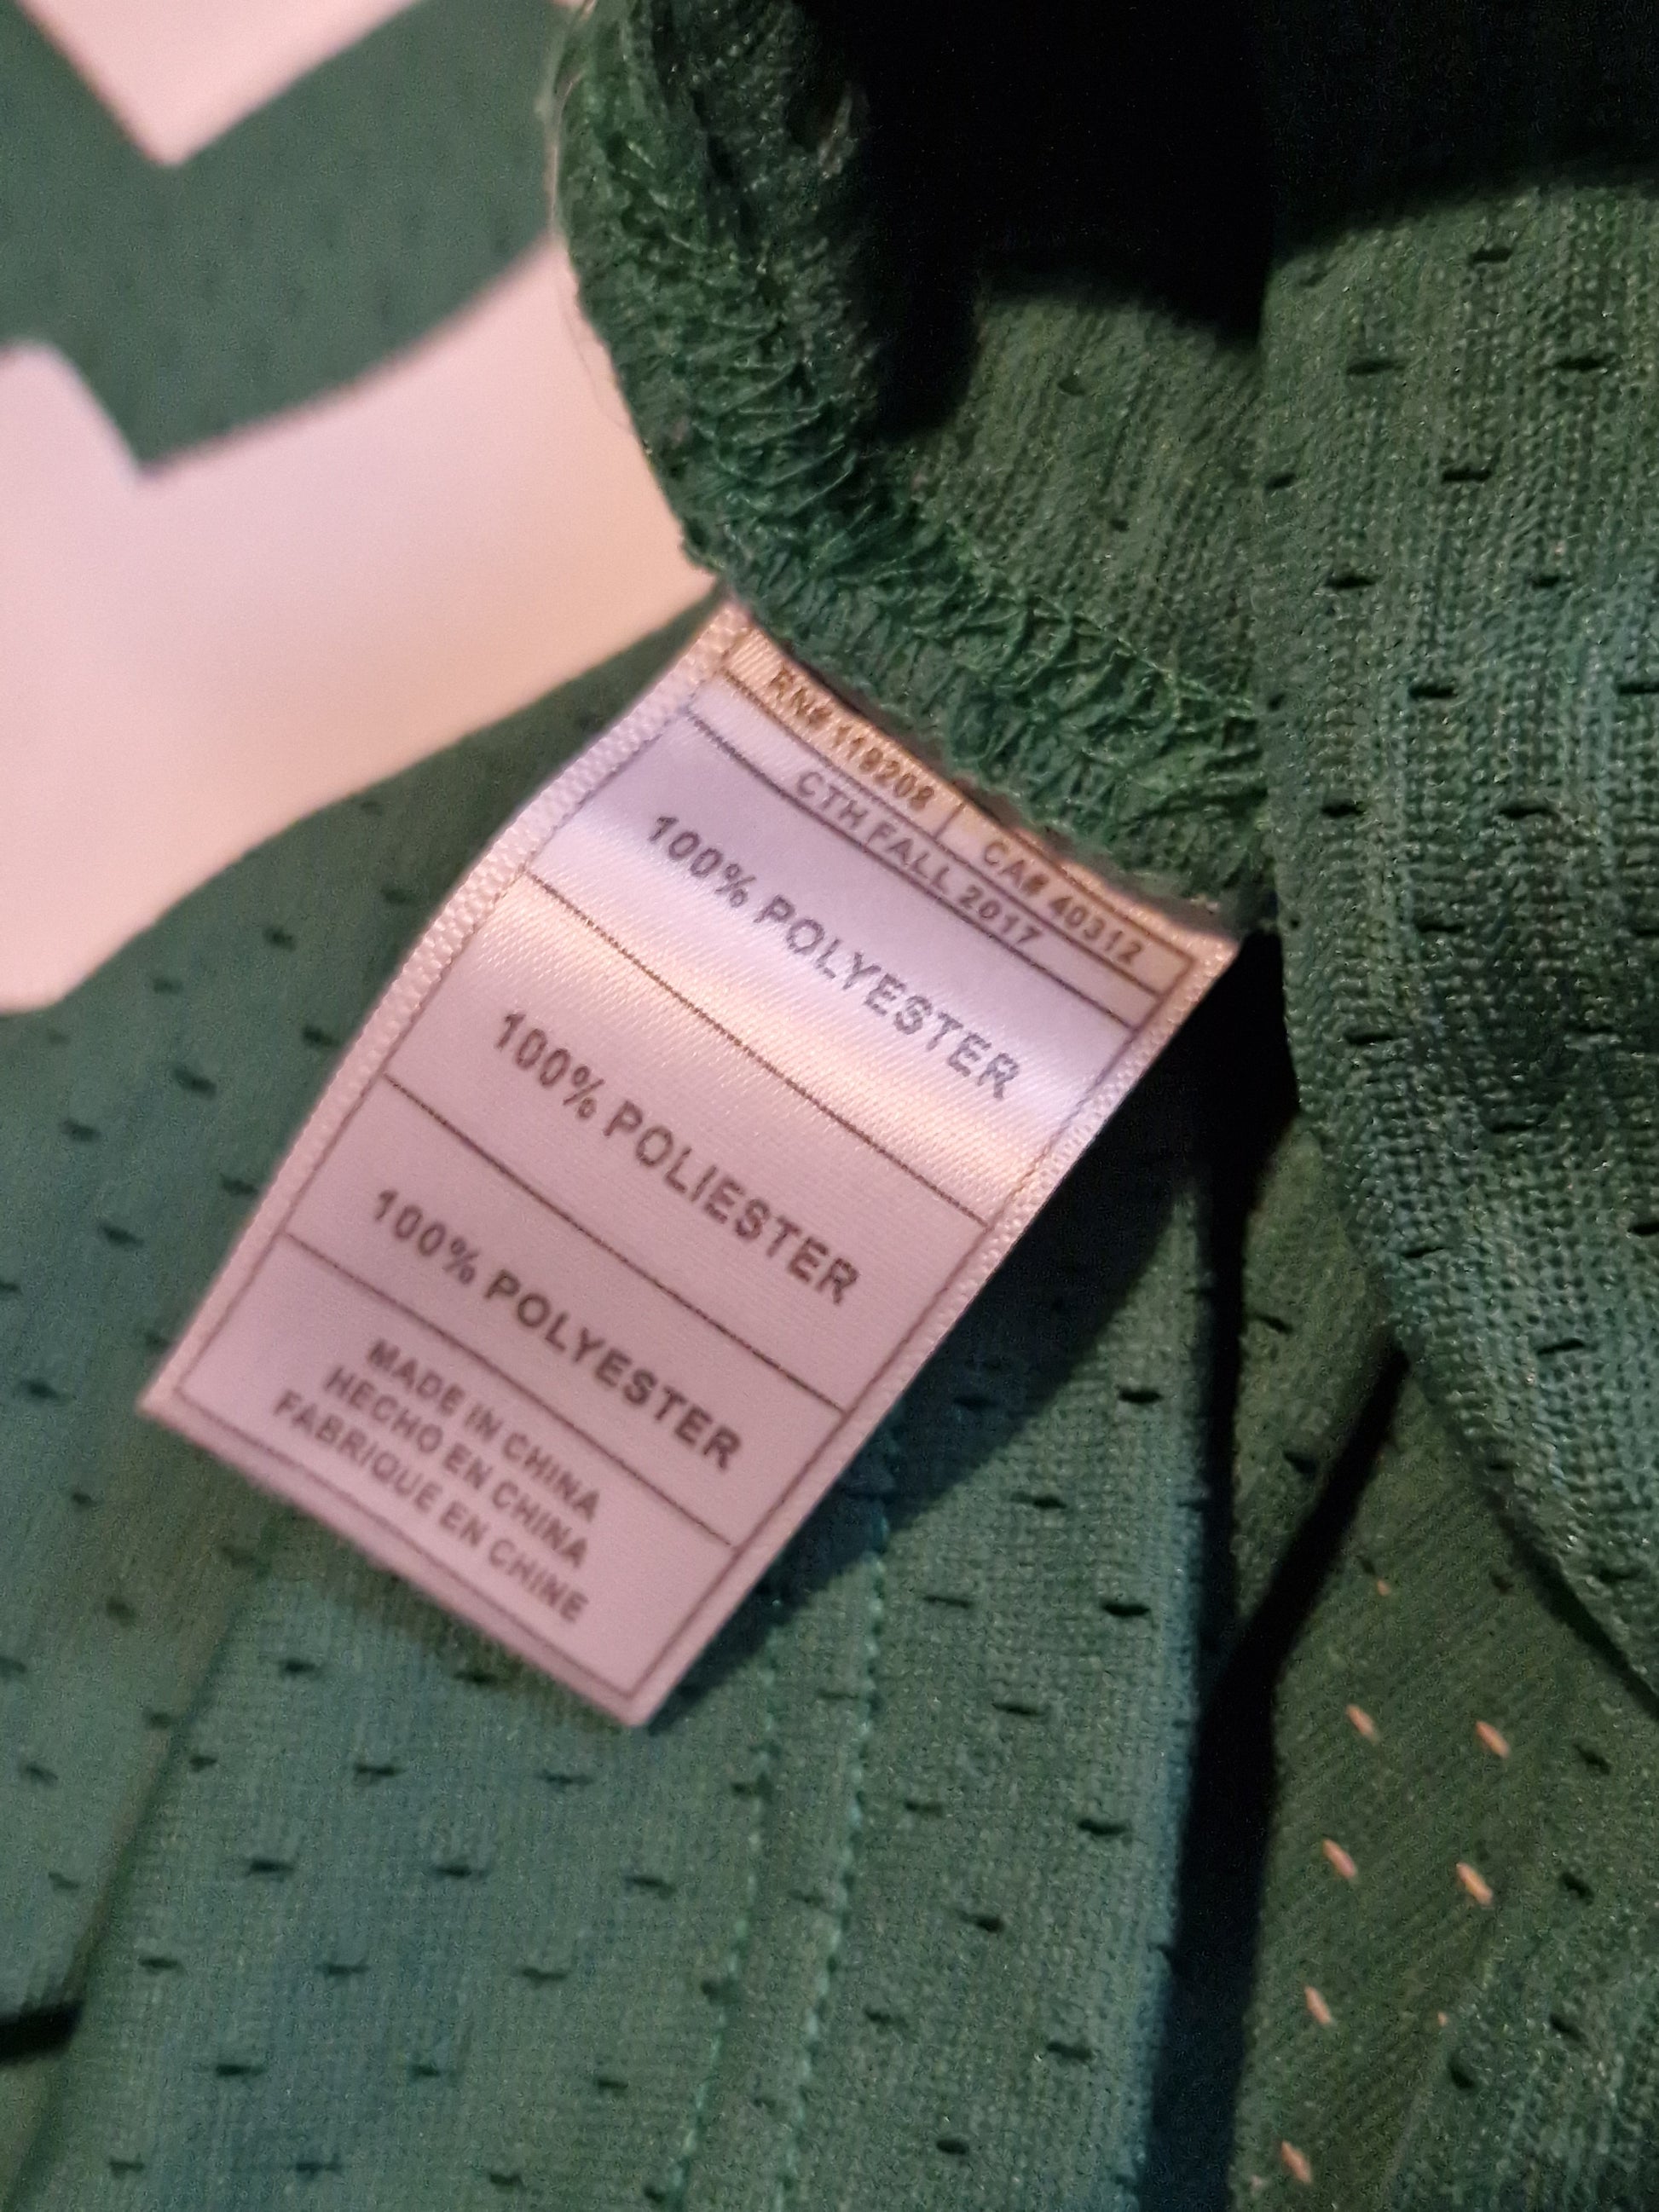 RN# 118208 CA# 40312
CTH FALL 2017
100% POLYESTER
100% POLIESTER
100% POLYESTER
MADE IN CHINA
HECHO EN CHINA
FABRIQUE EN CHINE